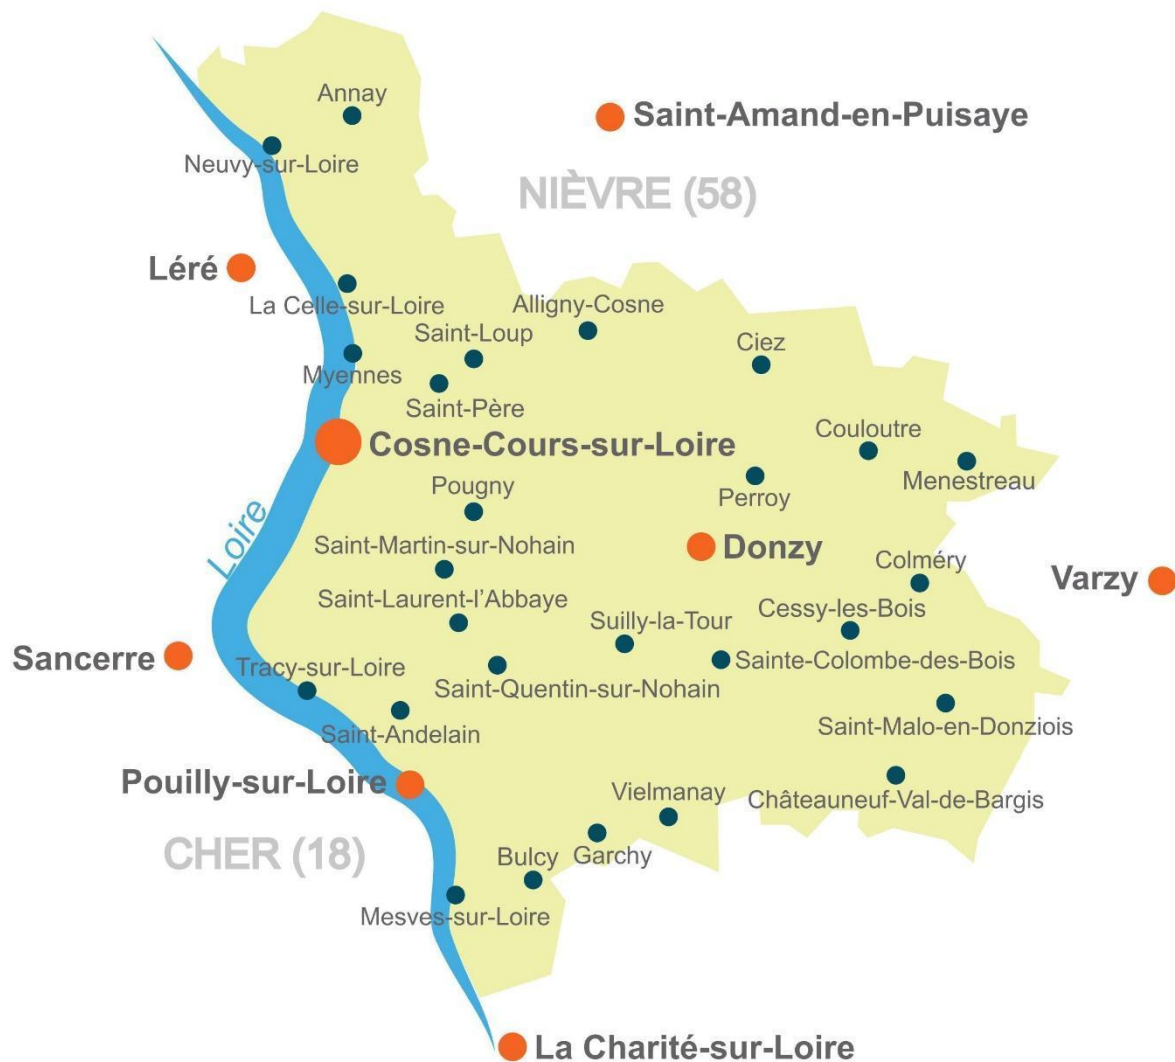 Annay
Saint-Amand-en-Puisaye
Neuvy-sur-Loire
NIÈVRE (58)
Léré
La Celle-sur-Loire
Alligny-Cosne
Saint-Loup
Ciez
Myennes
Saint-Père
Cosne-Cours-sur-Loire
Couloutre
Menestreau
Pougny
Perroy
Loire
Saint-Martin-sur-Nohain
Donzy
Colméry
Varzy
Saint-Laurent-l’Abbaye
Cessy-les-Bois
Suilly-la-Tour
Sancerre
Tracy-sur-Loire
Sainte-Colombe-des-Bois
Saint-Quentin-sur-Nohain
Saint-Andelain
Saint-Malo-en-Donziois
Pouilly-sur-Loire
Vielmanay
Châteauneuf-Val-de-Bargis
CHER (18)
Bulcy
Garchy
Mesves-sur-Loire
La Charité-sur-Loire